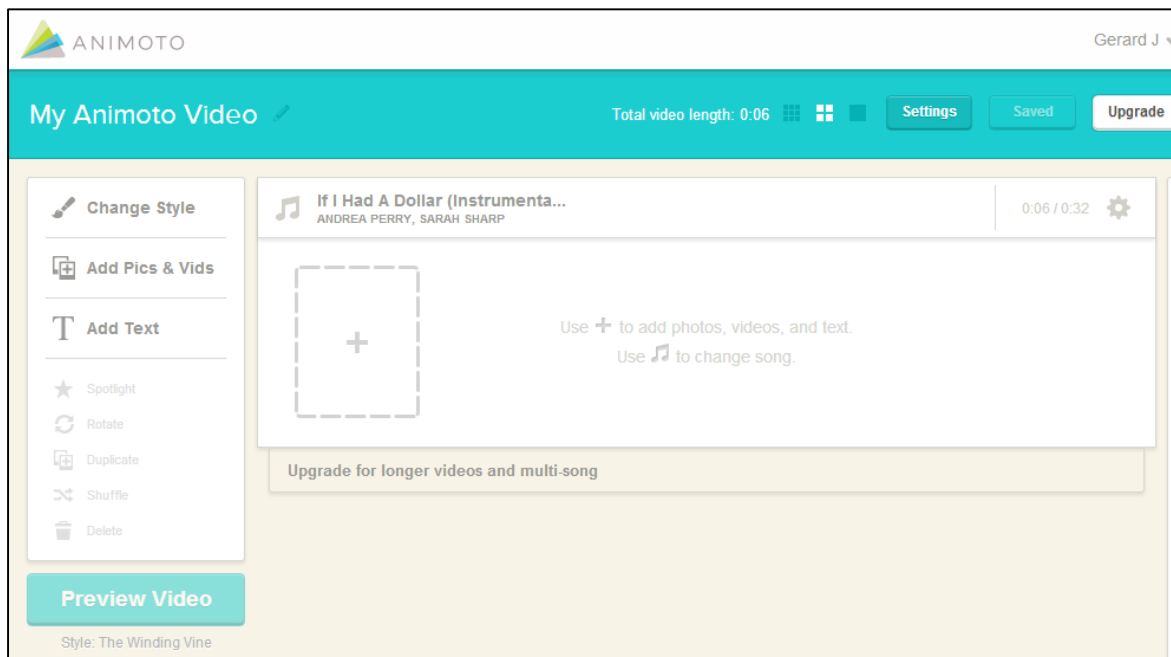 ANIMOTO
Gerard J
My Animoto Video
Total video length: 0:06
Settings
Saved
Upgrade
Change Style
Add Pics & Vids
Add Text
Spotlight
Rotate
Duplicate
Shuffle
Delete
Preview Video
Style: The Winding Vine
If I Had A Dollar (Instrumenta...
ANDREA PERRY, SARAH SHARP
0:06 / 0:32
Use + to add photos, videos, and text.
Use ♫ to change song.
Upgrade for longer videos and multi-song